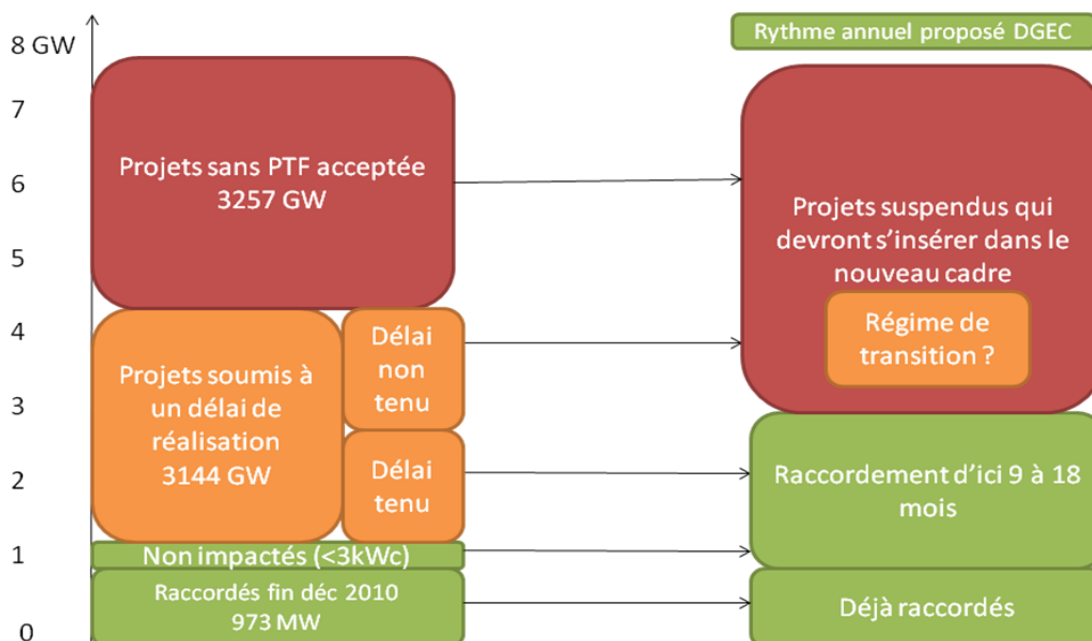 8 GW
7
6
5
4
3
2
1
0
Projets sans PTF acceptée
3257 GW
Projets soumis à
un délai de
réalisation
3144 GW
Délai
non
tenu
Délai
tenu
Non impactés (<3kWc)
Raccordés fin déc 2010
973 MW
Rythme annuel proposé DGEC
Projets suspendus qui
devront s’insérer dans le
nouveau cadre
Régime de
transition ?
Raccordement d’ici 9 à 18
mois
Déjà raccordés